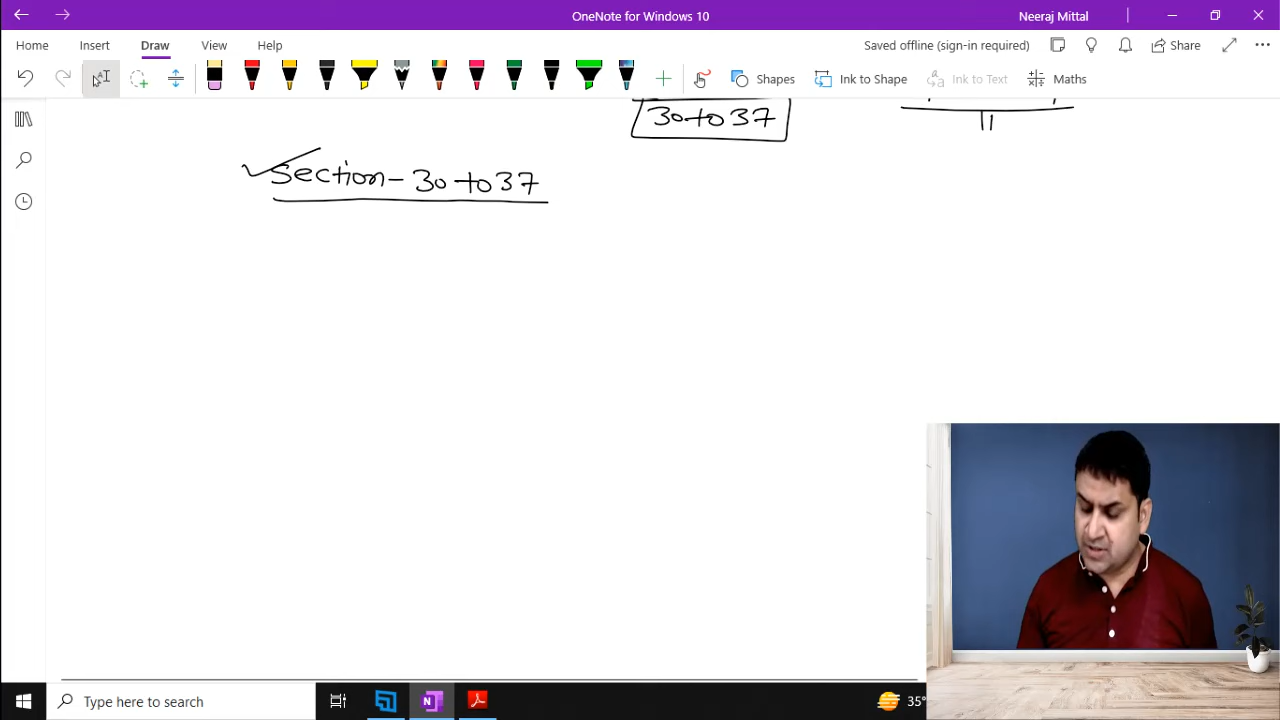 OneNote for Windows 10
Neeraj Mittal
Home Insert Draw View Help
Saved offline (sign-in required)
Share
Shapes
Ink to Shape
Ink to Text
Maths
30 to 37
Section - 30 to 37
Type here to search
N
35°